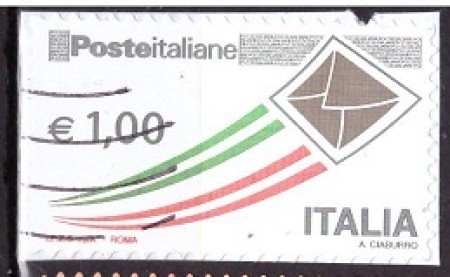 Posteitaliane
€ 1,00
ITALIA
ROMA
A. CIABURRO